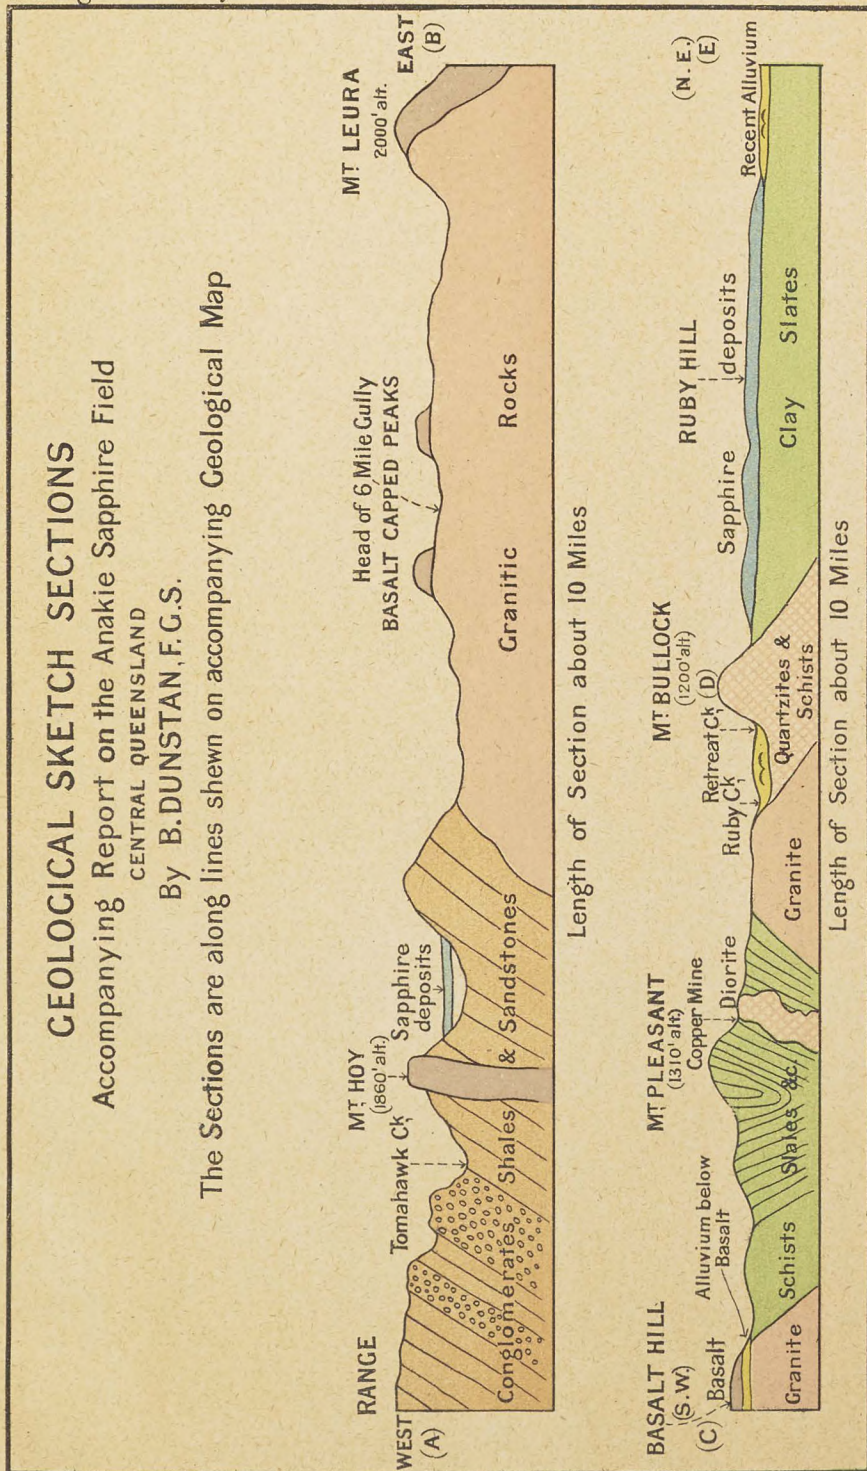 GEOLOGICAL SKETCH SECTIONS
Accompanying Report on the Anakie Sapphire Field
CENTRAL QUEENSLAND
By B. DUNSTAN, F.G.S.
The Sections are along lines shewn on accompanying Geological Map
RANGE
WEST
(A)
Tomahawk Ck.
MT. HOY
(1860' alt.)
Sapphire
deposits
Head of 6 Mile Gully
BASALT CAPPED PEAKS
MT LEURA
2000' alt.
EAST
(B)
Conglomerates Shales & Sandstones
Granitic Rocks
Length of Section about 10 Miles
BASALT HILL
(S.W.)
(C)
Basalt
Alluvium below
Basalt
MT. PLEASANT
(1310' alt.)
Copper Mine
Diorite
Ruby Ck.
Retreat Ck.
MT BULLOCK
(1200' alt)
(D)
RUBY HILL
Sapphire deposits
Recent Alluvium
(N.E.)
(E)
Granite
Schists
Slates &c.
Granite
Quartzites &
Schists
Clay Slates
Length of Section about 10 Miles